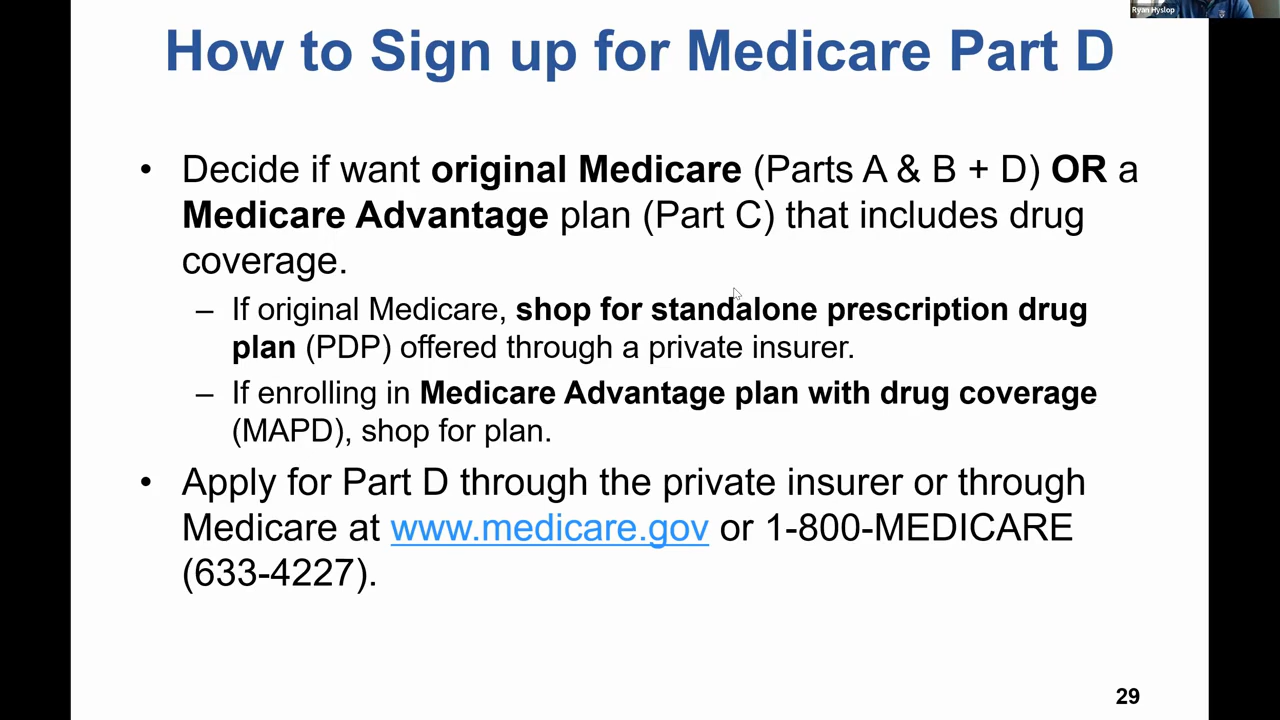 Ryan Hyslop
How to Sign up for Medicare Part D
• Decide if want original Medicare (Parts A & B + D) OR a
Medicare Advantage plan (Part C) that includes drug
coverage.
– If original Medicare, shop for standalone prescription drug
plan (PDP) offered through a private insurer.
– If enrolling in Medicare Advantage plan with drug coverage
(MAPD), shop for plan.
• Apply for Part D through the private insurer or through
Medicare at www.medicare.gov or 1-800-MEDICARE
(633-4227).
29